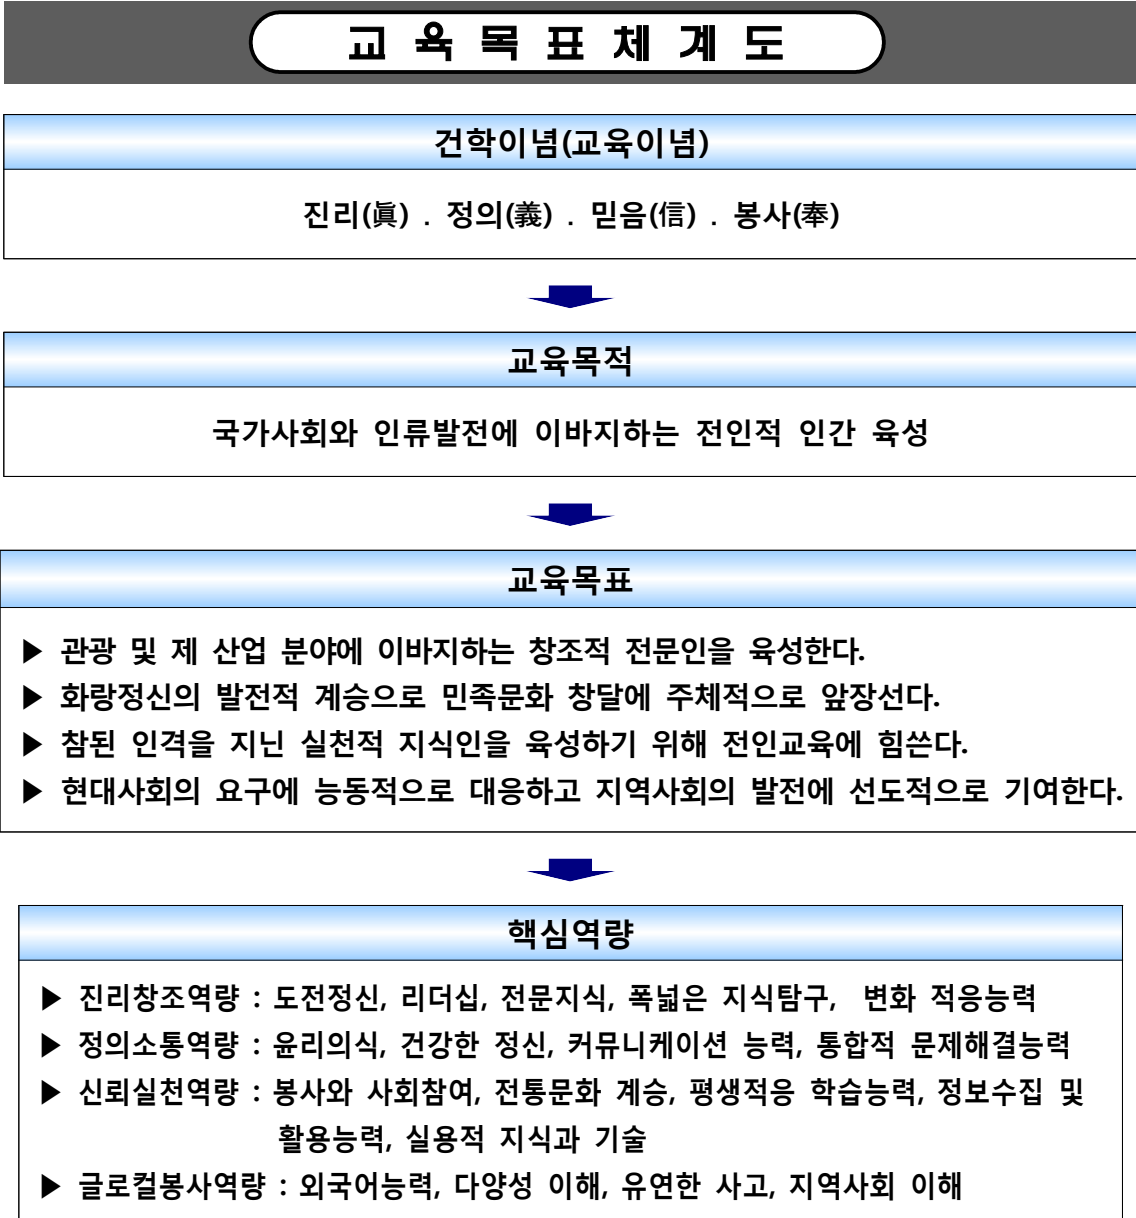 교육목표체계도
건학이념(교육이념)
진리(眞) . 정의(義) . 믿음(信) . 봉사(奉)
교육목적
국가사회와 인류발전에 이바지하는 전인적 인간 육성
교육목표
▶ 관광 및 제 산업 분야에 이바지하는 창조적 전문인을 육성한다.
▶ 화랑정신의 발전적 계승으로 민족문화 창달에 주체적으로 앞장선다.
▶ 참된 인격을 지닌 실천적 지식인을 육성하기 위해 전인교육에 힘쓴다.
▶ 현대사회의 요구에 능동적으로 대응하고 지역사회의 발전에 선도적으로 기여한다.
핵심역량
▶ 진리창조역량 : 도전정신, 리더십, 전문지식, 폭넓은 지식탐구, 변화 적응능력
▶ 정의소통역량 : 윤리의식, 건강한 정신, 커뮤니케이션 능력, 통합적 문제해결능력
▶ 신뢰실천역량 : 봉사와 사회참여, 전통문화 계승, 평생적응 학습능력, 정보수집 및
활용능력, 실용적 지식과 기술
▶ 글로컬봉사역량 : 외국어능력, 다양성 이해, 유연한 사고, 지역사회 이해